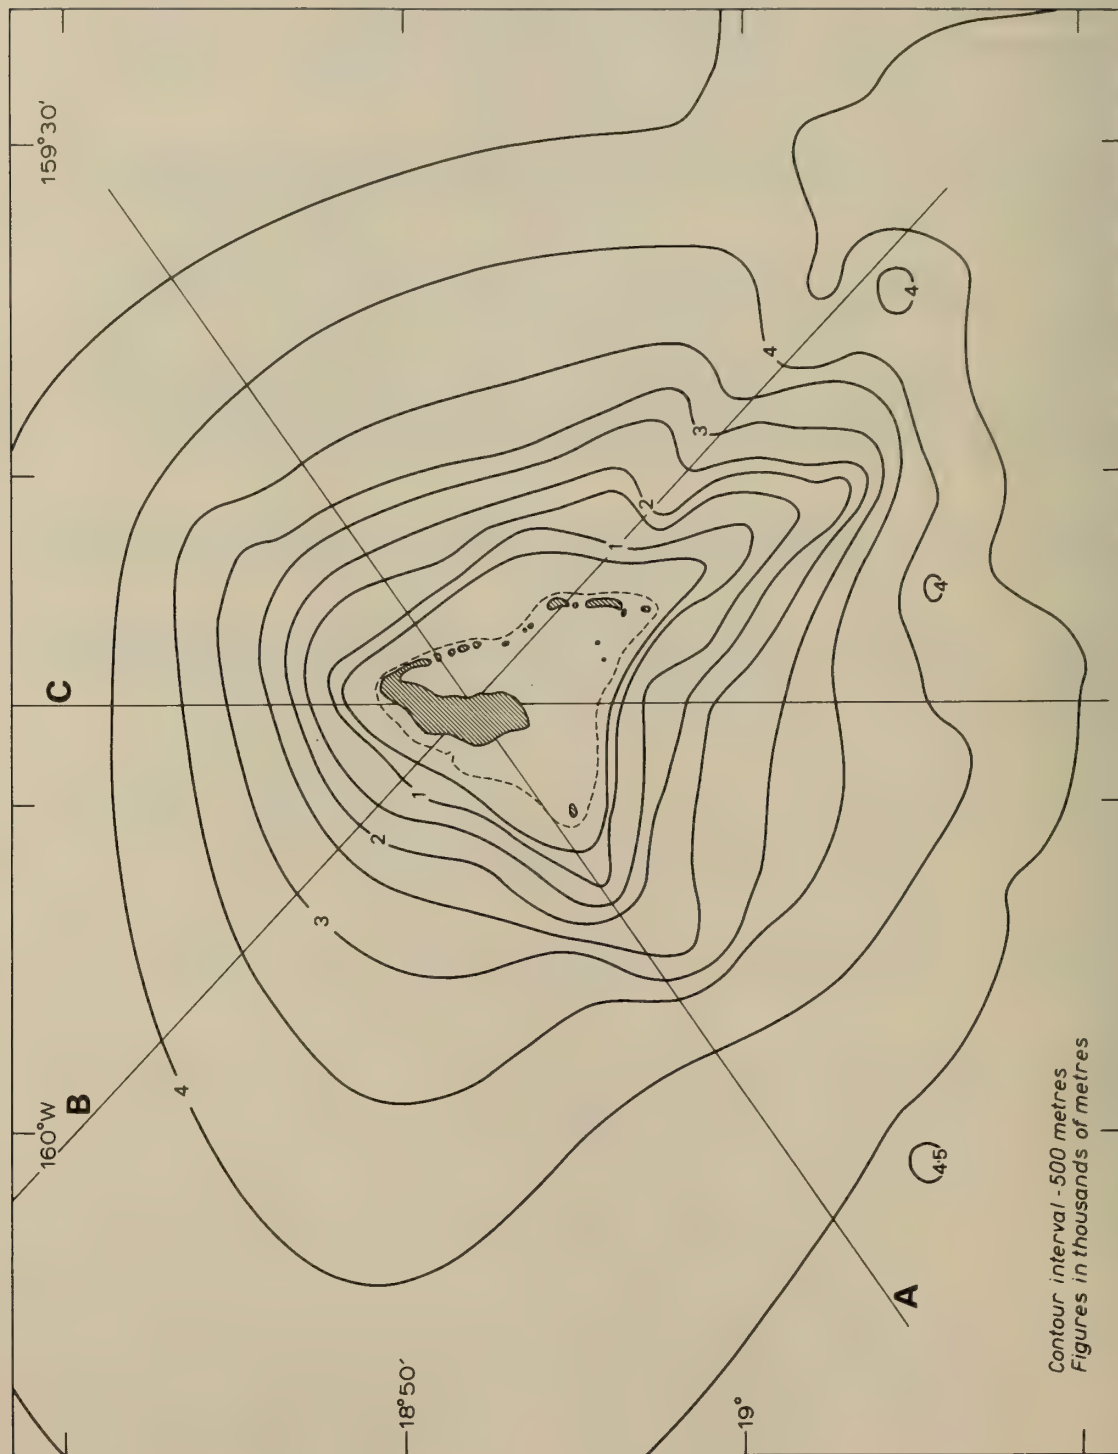 159°30'
C
160°W
B
3
4
2
1
1
2
3
4
4
4
4·5
A
18°50'
19°
Contour interval - 500 metres
Figures in thousands of metres